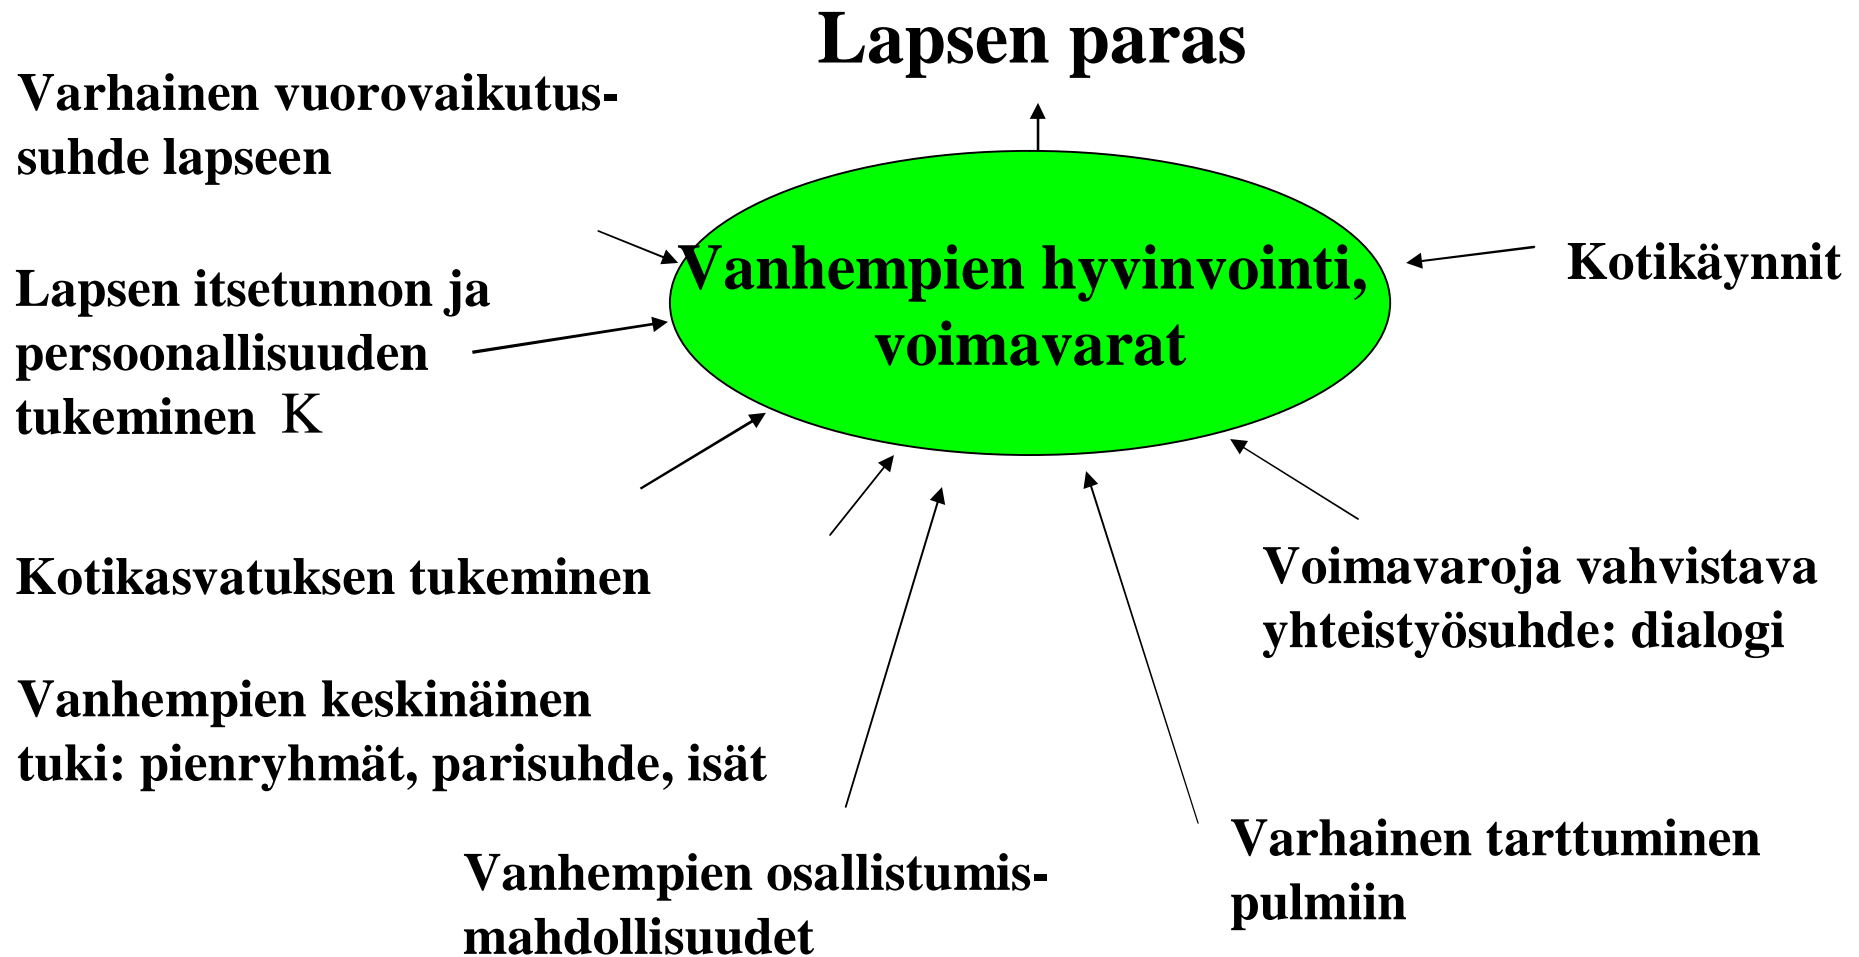 Lapsen paras
Varhainen vuorovaikutus-
suhde lapseen
Vanhempien hyvinvointi,
voimavarat
Kotikäynnit
Lapsen itsetunnon ja
persoonallisuuden
tukeminen K
Kotikasvatuksen tukeminen
Voimavaroja vahvistava
yhteistyösuhde: dialogi
Vanhempien keskinäinen
tuki: pienryhmät, parisuhde, isät
Vanhempien osallistumis-
mahdollisuudet
Varhainen tarttuminen
pulmiin